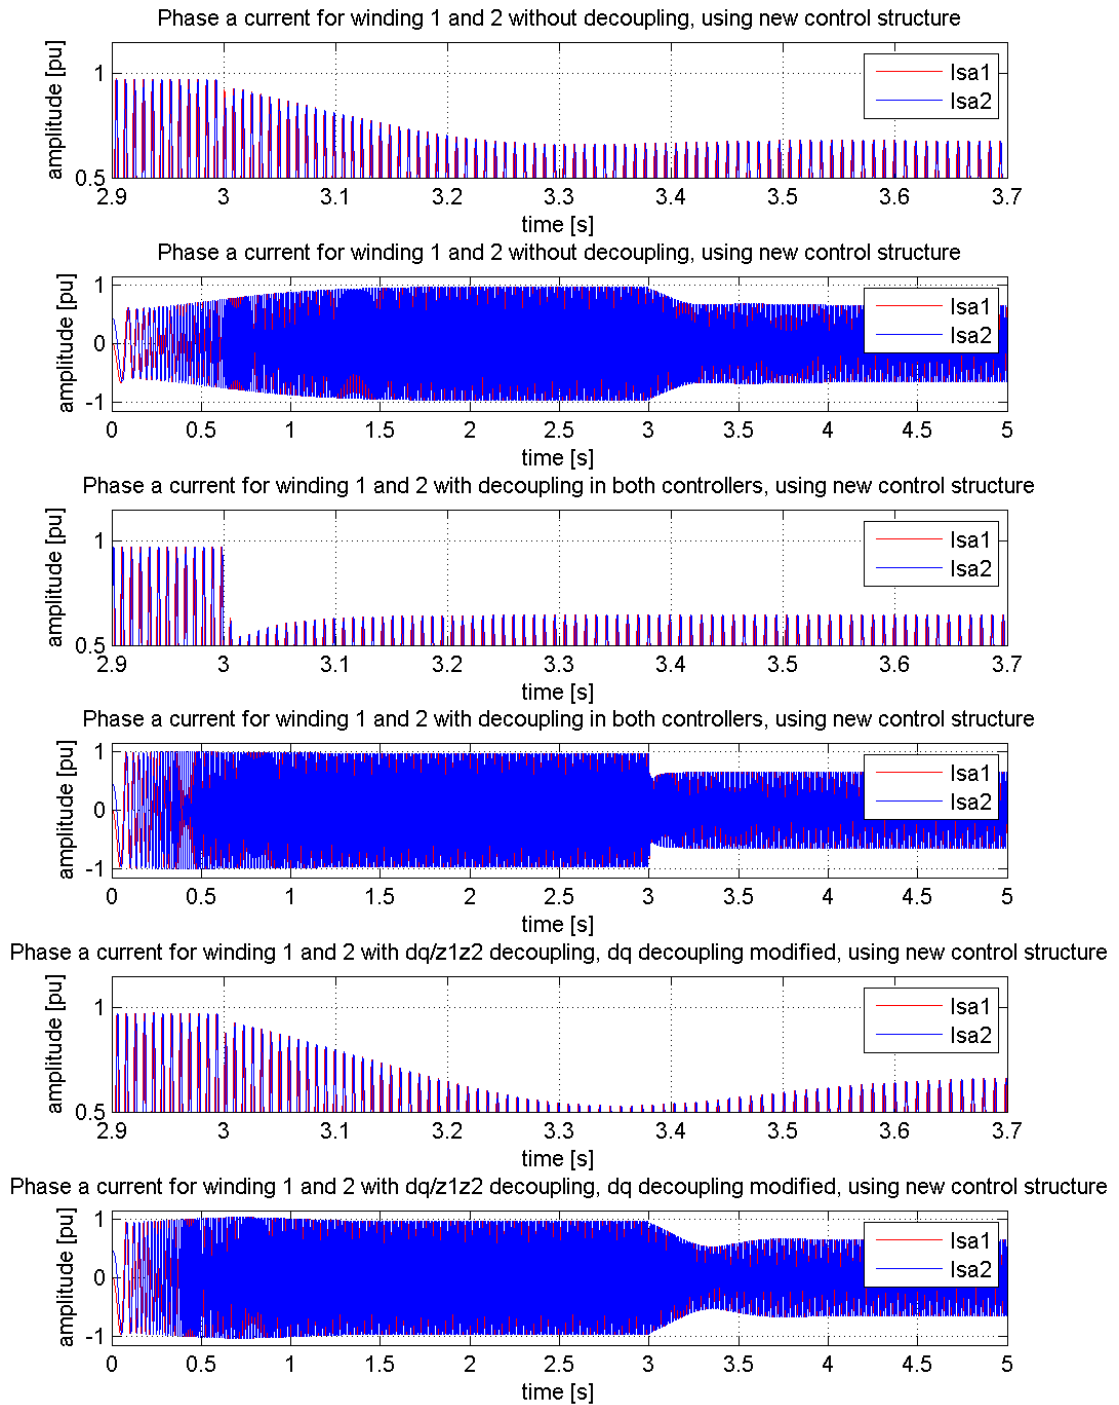 Phase a current for winding 1 and 2 without decoupling, using new control structure
amplitude [pu]
1
0.5
Isa1
Isa2
2.9 3 3.1 3.2 3.3 3.4 3.5 3.6 3.7
time [s]
Phase a current for winding 1 and 2 without decoupling, using new control structure
amplitude [pu]
1
0
-1
Isa1
Isa2
0 0.5 1 1.5 2 2.5 3 3.5 4 4.5 5
time [s]
Phase a current for winding 1 and 2 with decoupling in both controllers, using new control structure
amplitude [pu]
1
0.5
Isa1
Isa2
2.9 3 3.1 3.2 3.3 3.4 3.5 3.6 3.7
time [s]
Phase a current for winding 1 and 2 with decoupling in both controllers, using new control structure
amplitude [pu]
1
0
-1
Isa1
Isa2
0 0.5 1 1.5 2 2.5 3 3.5 4 4.5 5
time [s]
Phase a current for winding 1 and 2 with dq/z1z2 decoupling, dq decoupling modified, using new control structure
amplitude [pu]
1
0.5
Isa1
Isa2
2.9 3 3.1 3.2 3.3 3.4 3.5 3.6 3.7
time [s]
Phase a current for winding 1 and 2 with dq/z1z2 decoupling, dq decoupling modified, using new control structure
amplitude [pu]
1
0
-1
Isa1
Isa2
0 0.5 1 1.5 2 2.5 3 3.5 4 4.5 5
time [s]